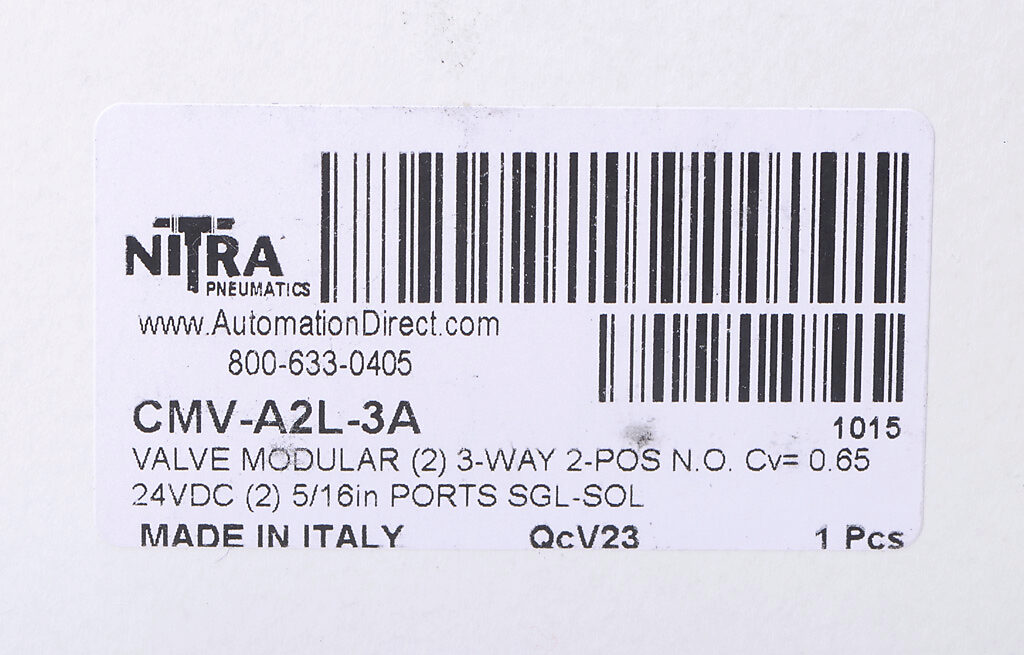 NITRA
PNEUMATICS
www.AutomationDirect.com
800-633-0405
CMV-A2L-3A
1015
VALVE MODULAR (2) 3-WAY 2-POS N.O. Cv= 0.65
24VDC (2) 5/16in PORTS SGL-SOL
MADE IN ITALY QcV23 1 Pcs